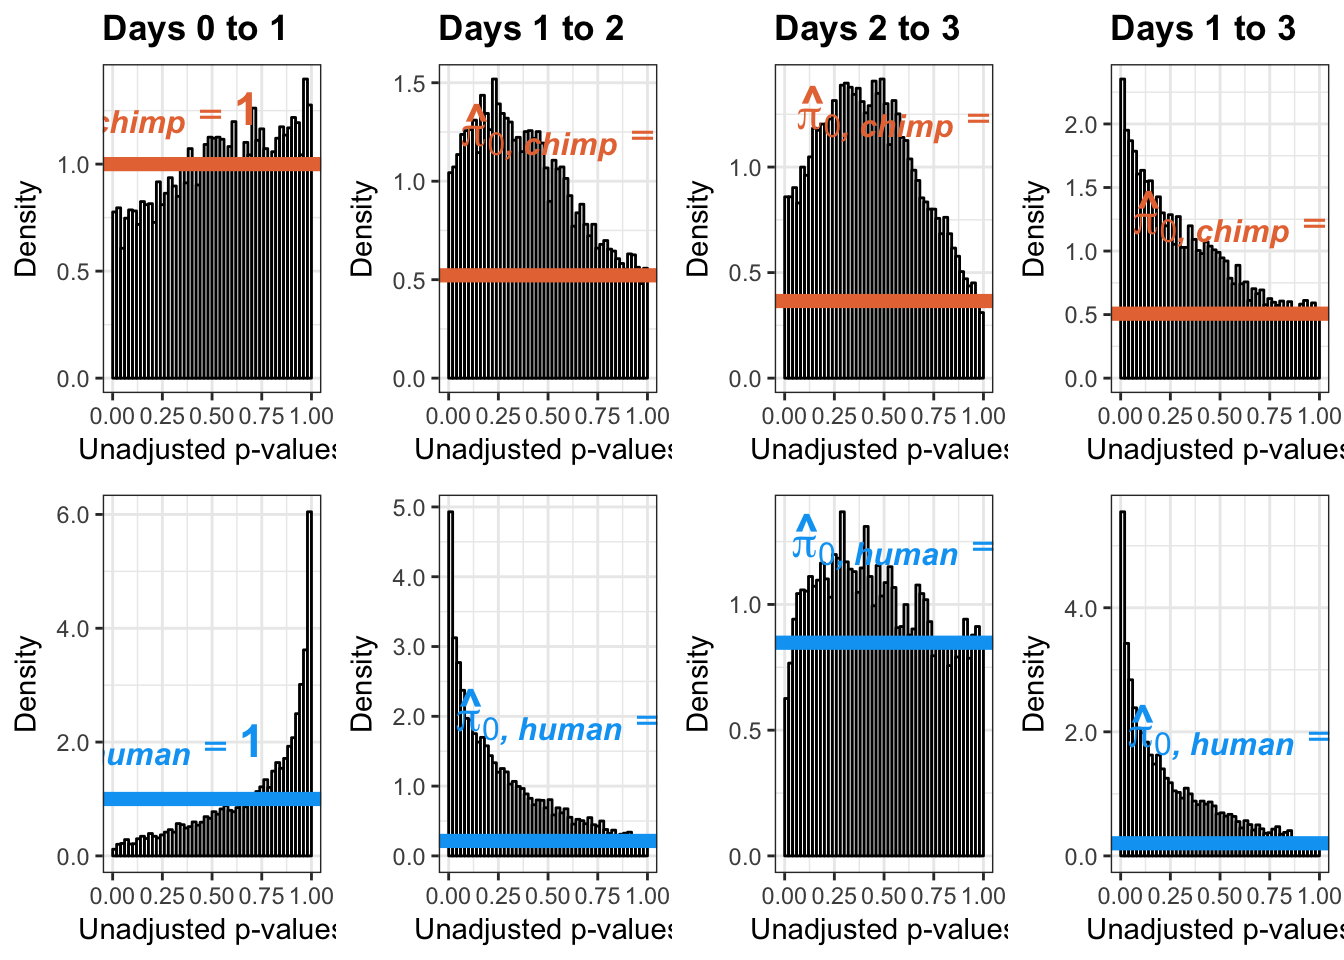 Days 0 to 1
Days 1 to 2
Days 2 to 3
Days 1 to 3
chimp = 1
π̂0, chimp =
π̂0, chimp =
π̂0, chimp =
Density
Density
Density
Density
1.0
0.5
0.0
1.5
1.0
0.5
0.0
1.0
0.5
0.0
2.0
1.5
1.0
0.5
0.0
0.00 0.25 0.50 0.75 1.00
0.00 0.25 0.50 0.75 1.00
0.00 0.25 0.50 0.75 1.00
0.00 0.25 0.50 0.75 1.00
Unadjusted p-values
Unadjusted p-values
Unadjusted p-values
Unadjusted p-values
uman = 1
π̂0, human =
π̂0, human =
π̂0, human =
Density
Density
Density
Density
6.0
4.0
2.0
0.0
5.0
4.0
3.0
2.0
1.0
0.0
1.0
0.5
0.0
4.0
2.0
0.0
0.00 0.25 0.50 0.75 1.00
0.00 0.25 0.50 0.75 1.00
0.00 0.25 0.50 0.75 1.00
0.00 0.25 0.50 0.75 1.00
Unadjusted p-values
Unadjusted p-values
Unadjusted p-values
Unadjusted p-values